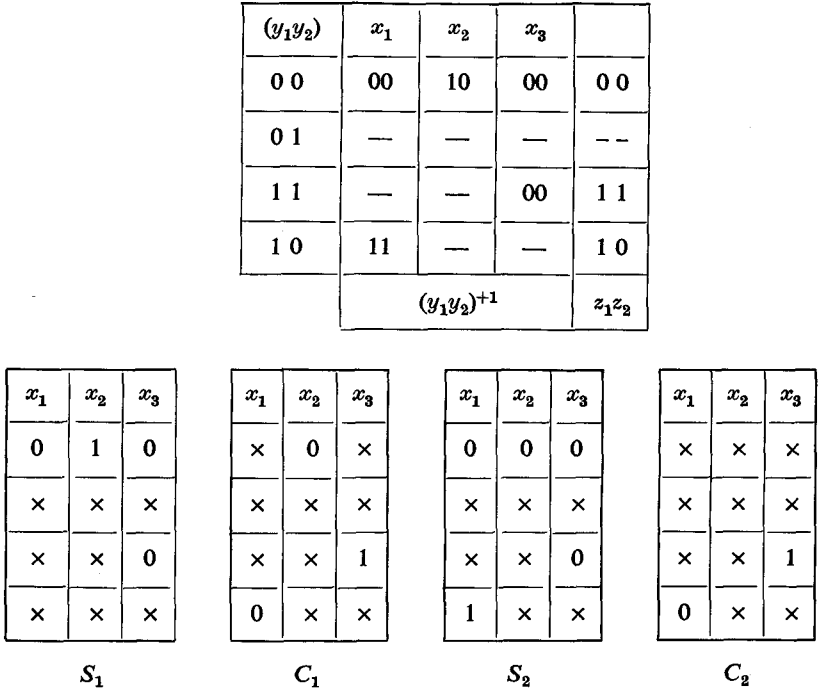 (y₁y₂) x₁ x₂ x₃
0 0 00 10 00 0 0
0 1 — — — - -
1 1 — — 00 1 1
1 0 11 — — 1 0
(y₁y₂)⁺¹ z₁z₂
x₁ x₂ x₃ x₁ x₂ x₃ x₁ x₂ x₃ x₁ x₂ x₃
0 1 0 × 0 × 0 0 0 × × ×
× × × × × × × × × × × ×
× × 0 × × 1 × × 0 × × 1
× × × 0 × × 1 × × 0 × ×
S₁ C₁ S₂ C₂